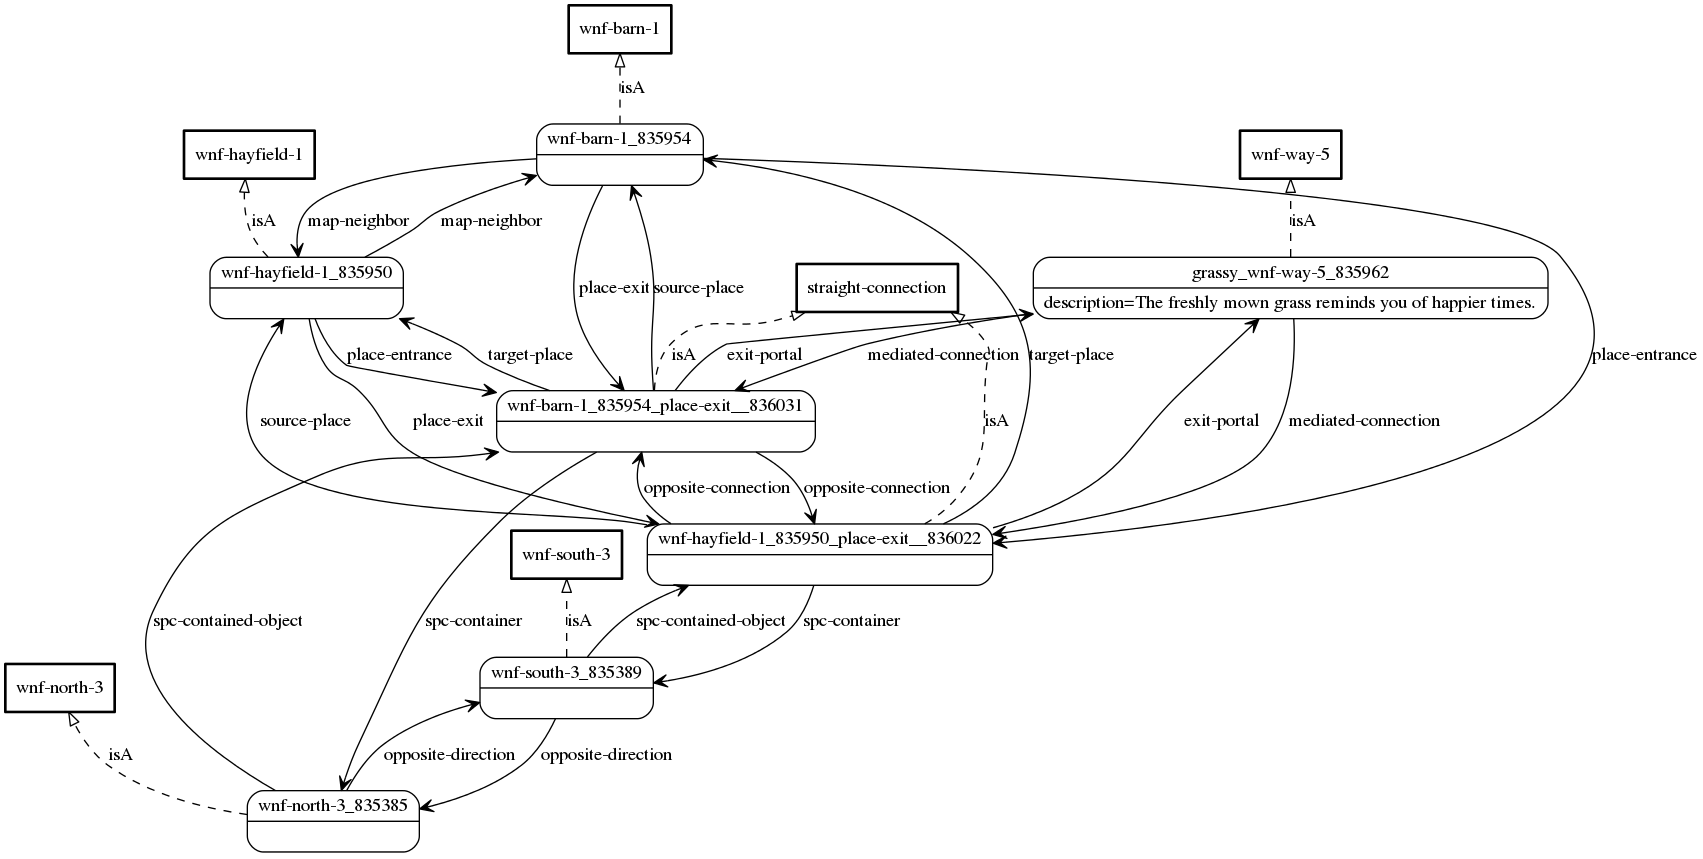 wnf-barn-1
isA
wnf-hayfield-1
wnf-barn-1_835954
wnf-way-5
isA
map-neighbor
map-neighbor
isA
wnf-hayfield-1_835950
place-exit
source-place
straight-connection
grassy_wnf-way-5_835962
description=The freshly mown grass reminds you of happier times.
place-entrance
target-place
isA
exit-portal
mediated-connection
target-place
place-entrance
wnf-barn-1_835954_place-exit__836031
source-place
place-exit
isA
exit-portal
mediated-connection
opposite-connection
opposite-connection
wnf-south-3
wnf-hayfield-1_835950_place-exit__836022
spc-contained-object
spc-container
isA
spc-contained-object
spc-container
wnf-north-3
wnf-south-3_835389
isA
opposite-direction
opposite-direction
wnf-north-3_835385